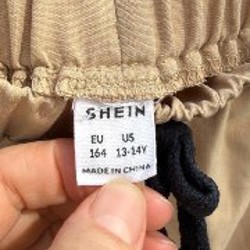 SHEIN
EU US
164 13-14Y
MADE IN CHINA